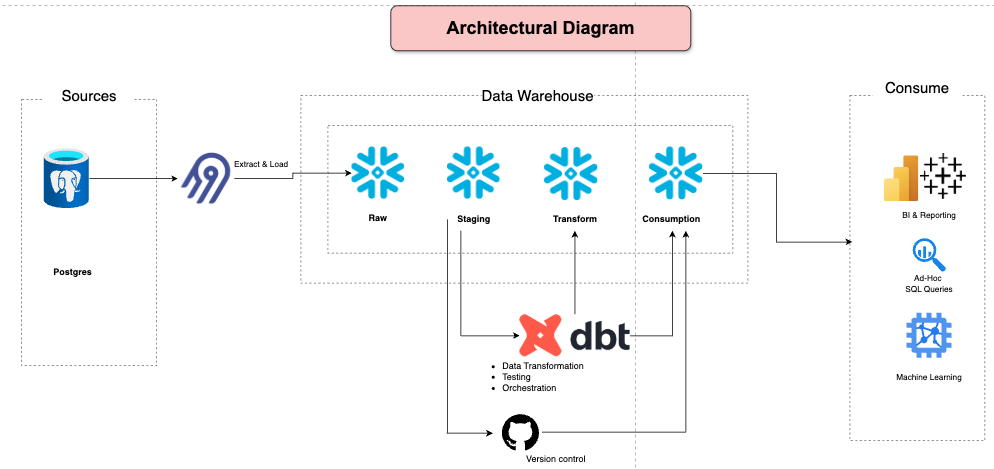 Architectural Diagram
Sources
Data Warehouse
Consume
Extract & Load
Raw
Staging
Transform
Consumption
BI & Reporting
Postgres
Ad-Hoc
SQL Queries
dbt
• Data Transformation
• Testing
• Orchestration
Machine Learning
Version control